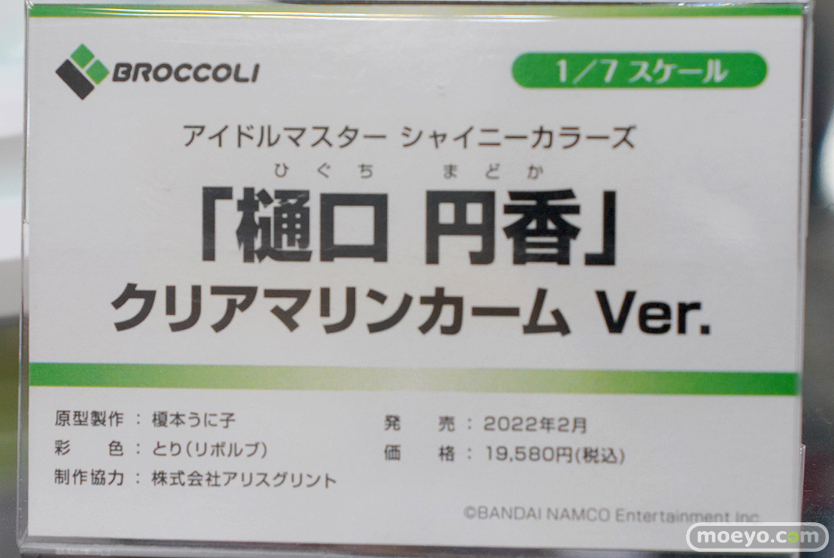 BROCCOLI
1/7 スケール
アイドルマスター シャイニーカラーズ
ひぐち まどか
「樋口 円香」
クリアマリンカーム Ver.
原型製作：榎本うに子
彩 色：とり(リボルブ)
制作協力：株式会社アリスグリント
発 売：2022年2月
価 格：19,580円(税込)
©BANDAI NAMCO Entertainment Inc.
moeyo.com